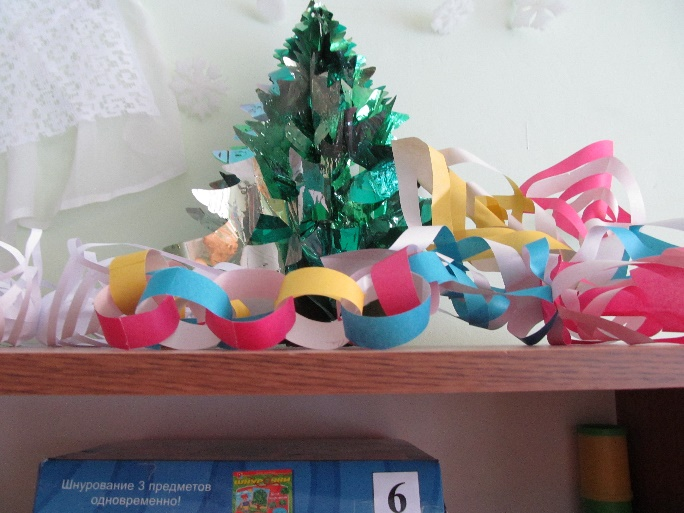 Шнурование 3 предметов
одновременно!
6